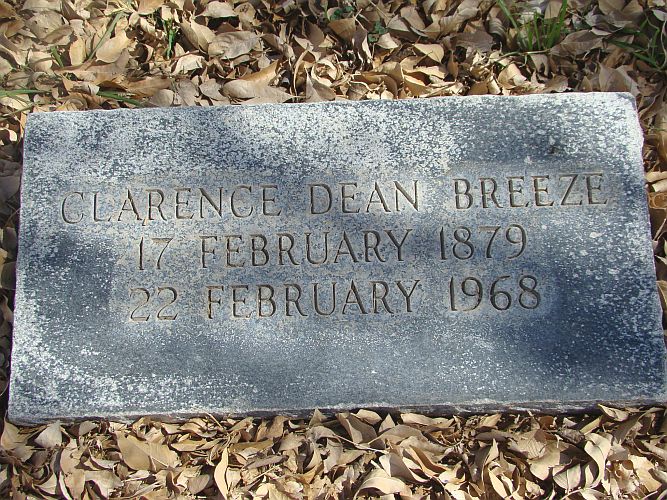 CLARENCE DEAN BREEZE
17 FEBRUARY 1879
22 FEBRUARY 1968